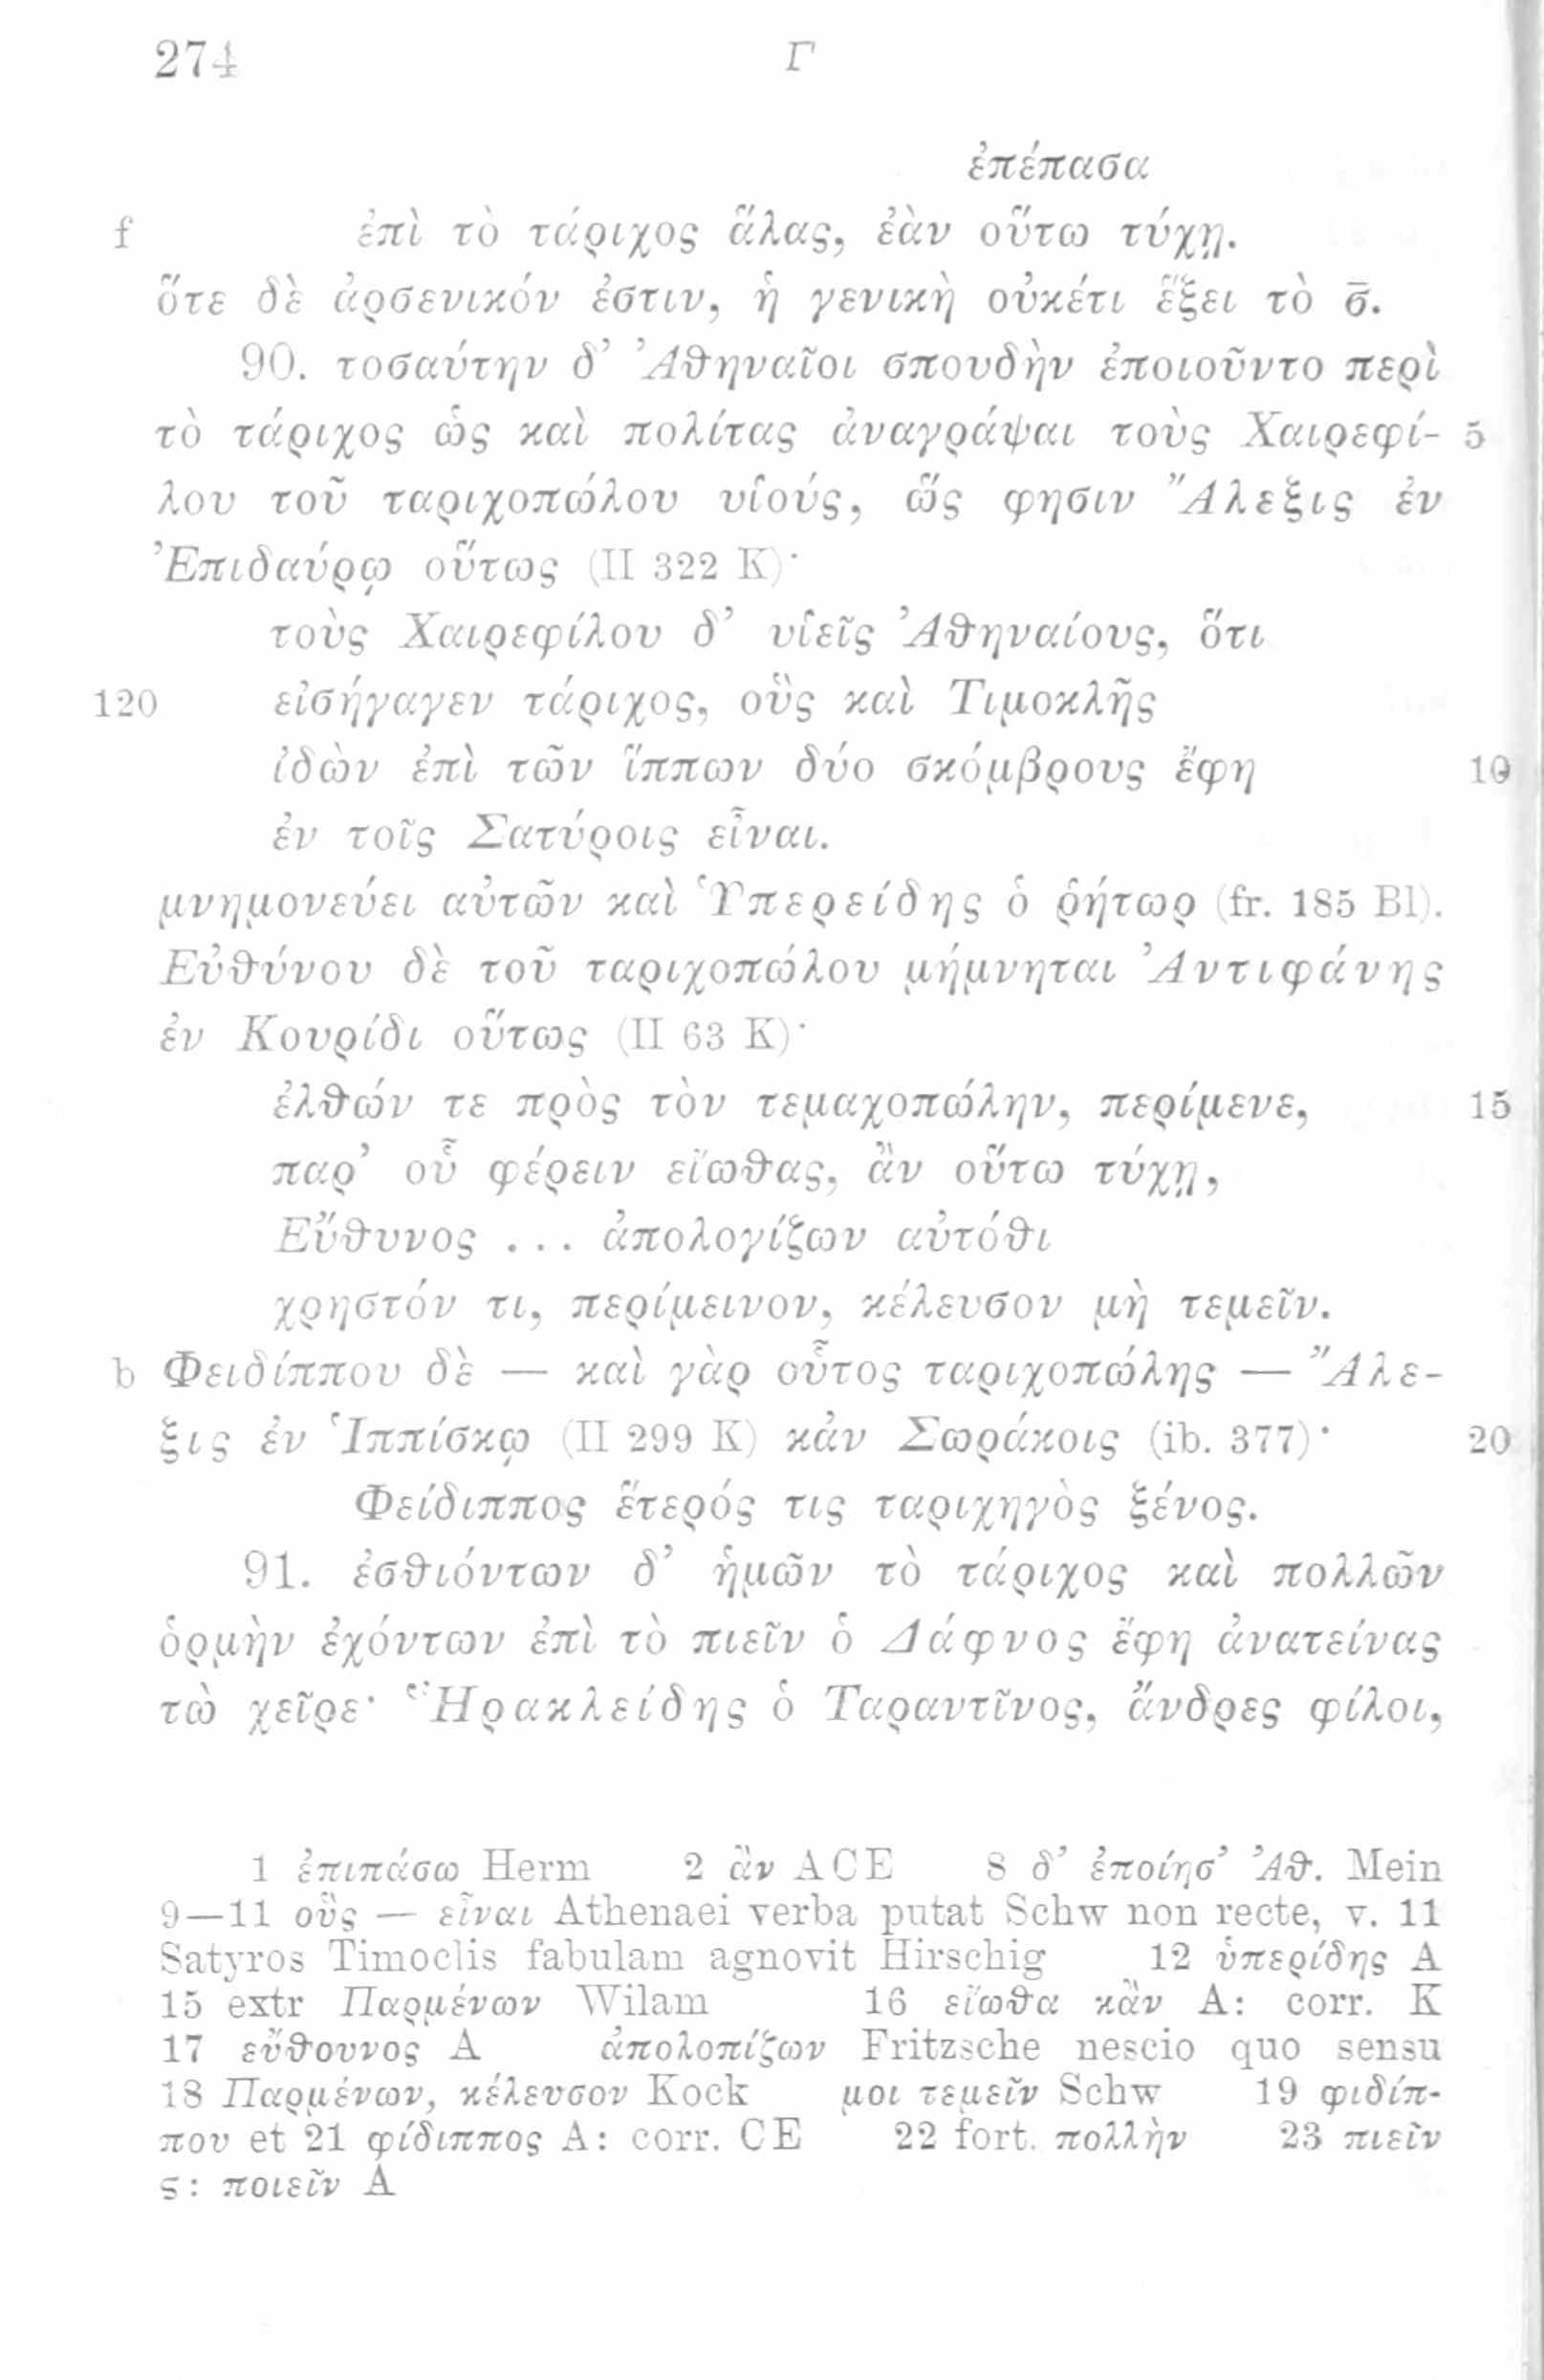 274 Γ
ἐπέπασα
f ἐπὶ τὸ τάριχος ἅλας, ἐὰν οὕτω τύχῃ.
ὅτε δὲ ἀρσενικόν ἐστιν, ἡ γενικὴ οὐκέτι ἕξει τὸ σ̄.
90. τοσαύτην δ’ Ἀθηναῖοι σπουδὴν ἐποιοῦντο περὶ
τὸ τάριχος ὡς καὶ πολίτας ἀναγράψαι τοὺς Χαιρεφί- 5
λου τοῦ ταριχοπώλου υἱούς, ὥς φησιν Ἄλεξις ἐν
Ἐπιδαύρῳ οὕτως (II 322 K)·
τοὺς Χαιρεφίλου δ’ υἱεῖς Ἀθηναίους, ὅτι
120 εἰσήγαγεν τάριχος, οὓς καὶ Τιμοκλῆς
ἰδὼν ἐπὶ τῶν ἵππων δύο σκόμβρους ἔφη 10
ἐν τοῖς Σατύροις εἶναι.
μνημονεύει αὐτῶν καὶ Ὑπερείδης ὁ ῥήτωρ (fr. 185 Bl).
Εὐθύνου δὲ τοῦ ταριχοπώλου μήμνηται Ἀντιφάνης
ἐν Κουρίδι οὕτως (II 63 K)·
ἐλθών τε πρὸς τὸν τεμαχοπώλην, περίμενε, 15
παρ’ οὗ φέρειν εἴωθας, ἂν οὕτω τύχῃ,
Εὔθυνος ... ἀπολογίζων αὐτόθι
χρηστόν τι, περίμεινον, κέλευσον μὴ τεμεῖν.
b Φειδίππου δὲ — καὶ γὰρ οὗτος ταριχοπώλης — Ἄλε-
ξις ἐν Ἱππίσκῳ (II 299 K) κἀν Σωράκοις (ib. 377)· 20
Φείδιππος ἕτερός τις ταριχηγὸς ξένος.
91. ἐσθιόντων δ’ ἡμῶν τὸ τάριχος καὶ πολλῶν
ὁρμὴν ἐχόντων ἐπὶ τὸ πιεῖν ὁ Δάφνος ἔφη ἀνατείνας
τὼ χεῖρε· “Ἡρακλείδης ὁ Ταραντῖνος, ἄνδρες φίλοι,
1 ἐπιπάσω Herm 2 ἂν ACE 8 δ’ ἐποίησ’ Ἀθ. Mein
9—11 οὓς — εἶναι Athenaei verba putat Schw non recte, v. 11
Satyros Timoclis fabulam agnovit Hirschig 12 ὑπερίδης A
15 extr Παρμένων Wilam 16 εἴωθα κἂν A: corr. K
17 εὔθουνος A ἀπολοπίζων Fritzsche nescio quo sensu
18 Παρμένων, κέλευσον Kock μοι τεμεῖν Schw 19 φιδίπ-
που et 21 φίδιππος A: corr. CE 22 fort. πολλὴν 23 πιεῖν
ς: ποιεῖν A